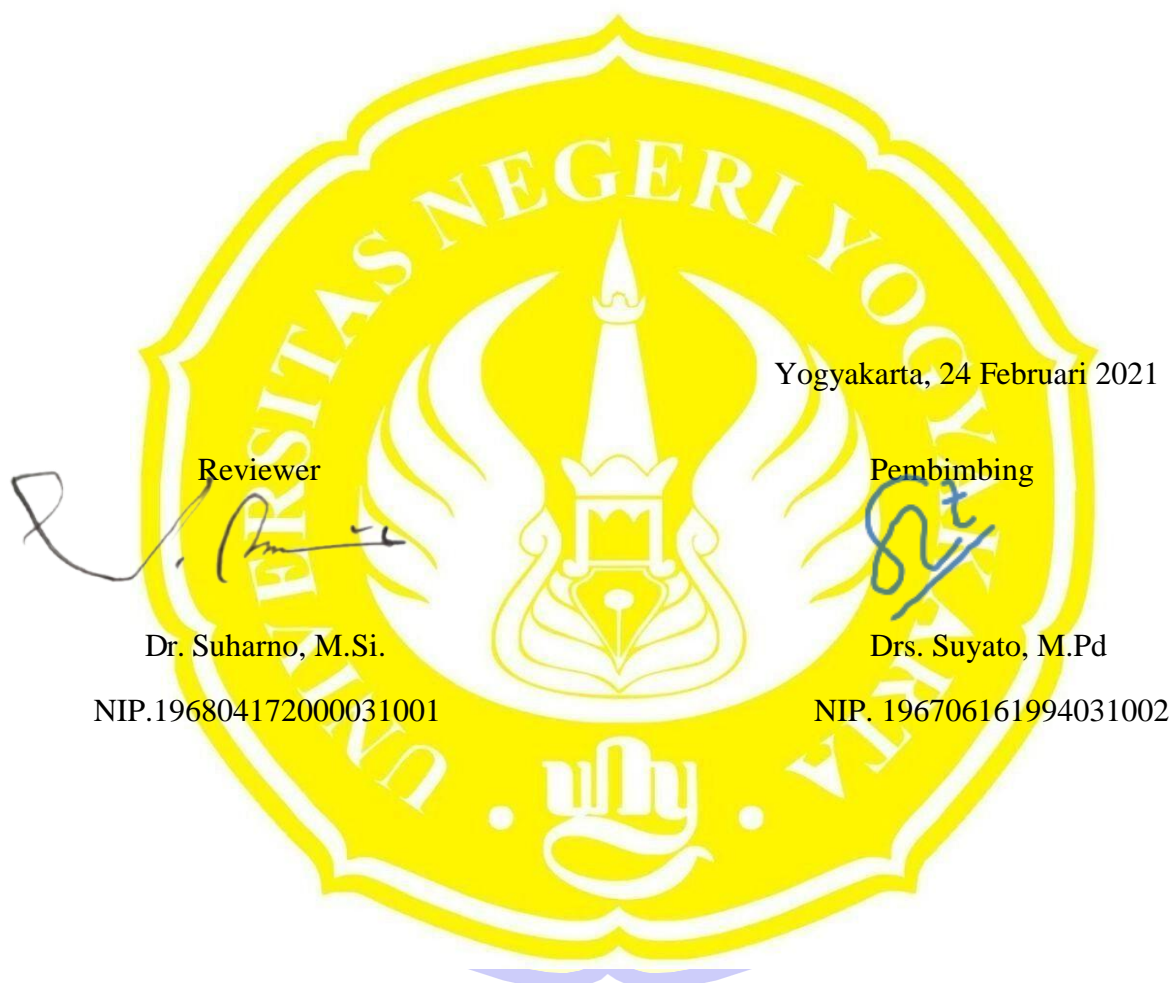 UNIVERSITAS NEGERI YOGYAKARTA
Yogyakarta, 24 Februari 2021
Reviewer
Pembimbing
Dr. Suharno, M.Si.
Drs. Suyato, M.Pd
NIP.196804172000031001
NIP. 196706161994031002
uny